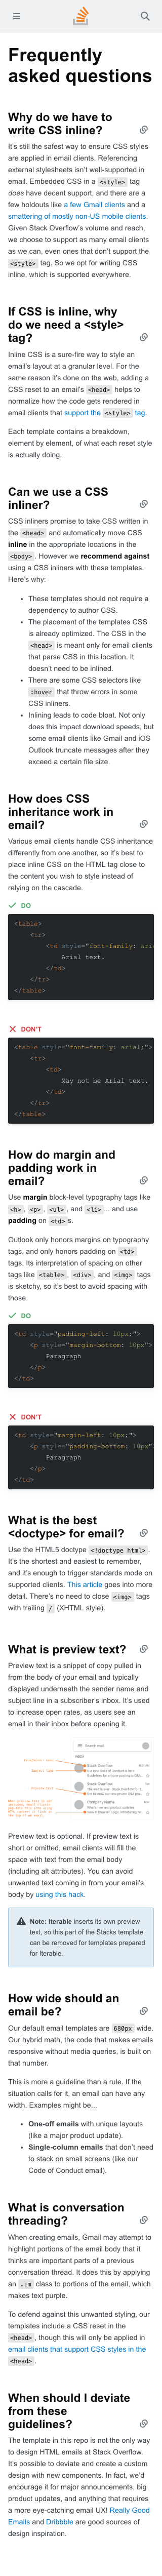 Frequently
asked questions
Why do we have to
write CSS inline?
It's still the safest way to ensure CSS styles
are applied in email clients. Referencing
external stylesheets isn't well-supported in
email. Embedded CSS in a <style> tag
does have decent support, and there are a
few holdouts like a few Gmail clients and a
smattering of mostly non-US mobile clients.
Given Stack Overflow's international reach,
we choose to support as many email clients
as we can, even ones that don't support the
<style> tag. So we opt for writing CSS
inline, which is supported everywhere.
If CSS is inline, why
do we need a <style>
tag?
Inline CSS is a sure-fire way to style an
email's layout at a granular level. For the
same reason it's done on the web, adding a
CSS reset to an email's <head> helps to
normalize how the code gets rendered in
email clients that support the <style> tag.
Each template contains a breakdown,
element by element, of what each reset style
is actually doing.
Can we use a CSS
inliner?
CSS inliners promise to take CSS written in
the <head> and automatically move CSS
inline in the appropriate locations in the
<body>. However we recommend against
using a CSS inliners with these templates.
Here's why:
These templates should not require a
dependency to author CSS.
The placement of the templates CSS
is already optimized. The CSS in the
<head> is meant only for email clients
that parse CSS in this location. It
doesn't need to be inlined.
There are some CSS selectors like
:hover that throw errors in some
CSS inliners.
Inlining leads to code bloat. Not only
does this impact download speeds, but
some email clients like Gmail and iOS
Outlook truncate messages after they
exceed a certain file size.
How does CSS
inheritance work in
email?
Various email clients handle CSS inheritance
differently from one another, so it's best to
place inline CSS on the HTML tag close to
the content you wish to style instead of
relying on the cascade.
DO
<table>
<tr>
<td style="font-family: aria
Arial text.
</td>
</tr>
</table>
DON'T
<table style="font-family: arial;">
<tr>
<td>
May not be Arial text.
</td>
</tr>
</table>
How do margin and
padding work in
email?
Use margin block-level typography tags like
<h>, <p>, <ul>, and <li>... and use
padding on <td>s.
Outlook only honors margins on typography
tags, and only honors padding on <td>
tags. Its interpretation of spacing on other
tags like <table>, <div>, and <img> tags
is sketchy, so it's best to avoid spacing with
those.
DO
<td style="padding-left: 10px;">
<p style="margin-bottom: 10px">
Paragraph
</p>
</td>
DON'T
<td style="margin-left: 10px;">
<p style="padding-bottom: 10px"
Paragraph
</p>
</td>
What is the best
<doctype> for email?
Use the HTML5 doctype <!doctype html>.
It's the shortest and easiest to remember,
and it's enough to trigger standards mode on
supported clients. This article goes into more
detail. There's no need to close <img> tags
with trailing / (XHTML style).
What is preview text?
Preview text is a snippet of copy pulled in
from the body of your email and typically
displayed underneath the sender name and
subject line in a subscriber's inbox. It's used
to increase open rates, as users see an
email in their inbox before opening it.
Search mail
Stack Overflow
Stack Overflow
Company Name
Preview text is optional. If preview text is
short or omitted, email clients will fill the
space with text from the email body
(including alt attributes). You can avoid
unwanted text coming in from your email's
body by using this hack.
Note: Iterable inserts its own preview
text, so this part of the Stacks template
can be removed for templates prepared
for Iterable.
How wide should an
email be?
Our default email templates are 680px wide.
Our hybrid math, the code that makes emails
responsive without media queries, is built on
that number.
This is more of a guideline than a rule. If the
situation calls for it, an email can have any
width. Examples might be...
One-off emails with unique layouts
(like a major product update).
Single-column emails that don't need
to stack on small screens (like our
Code of Conduct email).
What is conversation
threading?
When creating emails, Gmail may attempt to
highlight portions of the email body that it
thinks are important parts of a previous
conversation thread. It does this by applying
an .im class to portions of the email, which
makes text purple.
To defend against this unwanted styling, our
templates include a CSS reset in the
<head>, though this will only be applied in
email clients that support CSS styles in the
<head>.
When should I deviate
from these
guidelines?
The template in this repo is not the only way
to design HTML emails at Stack Overflow.
It's possible to deviate and create a custom
design with new components. In fact, we'd
encourage it for major announcements, big
product updates, and anything that requires
a more eye-catching email UX! Really Good
Emails and Dribbble are good sources of
design inspiration.